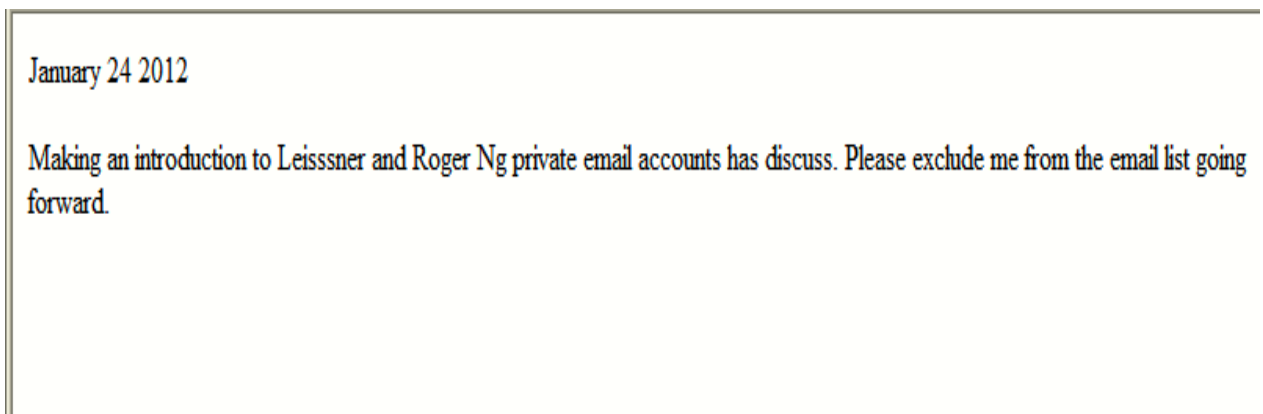 January 24 2012
Making an introduction to Leisssner and Roger Ng private email accounts has discuss. Please exclude me from the email list going
forward.